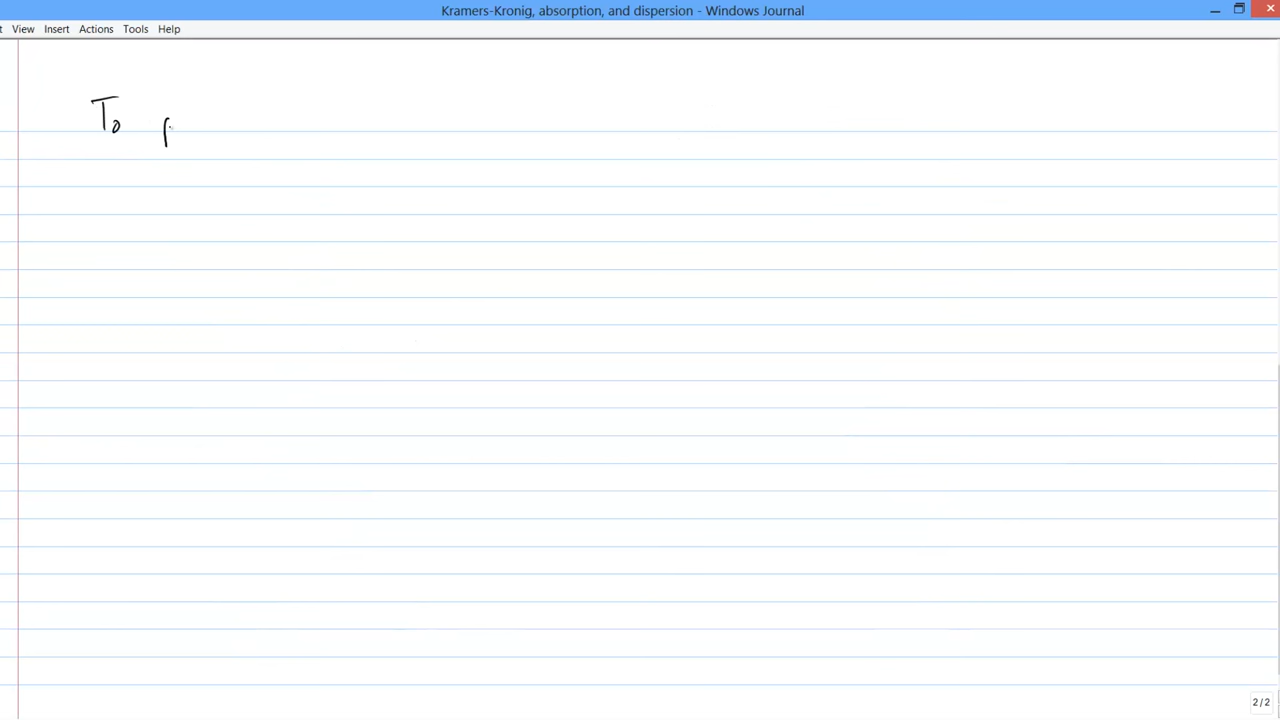 Kramers-Kronig, absorption, and dispersion - Windows Journal
View Insert Actions Tools Help
To
2/2